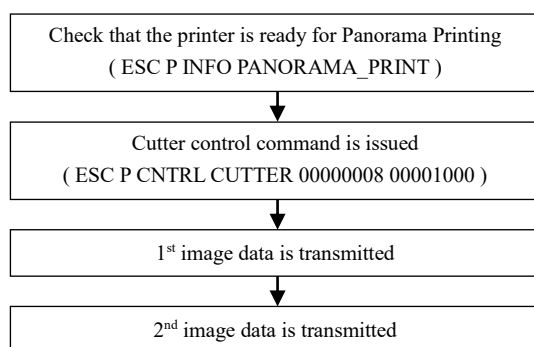 Check that the printer is ready for Panorama Printing
( ESC P INFO PANORAMA_PRINT )
Cutter control command is issued
( ESC P CNTRL CUTTER 00000008 00001000 )
1st image data is transmitted
2nd image data is transmitted